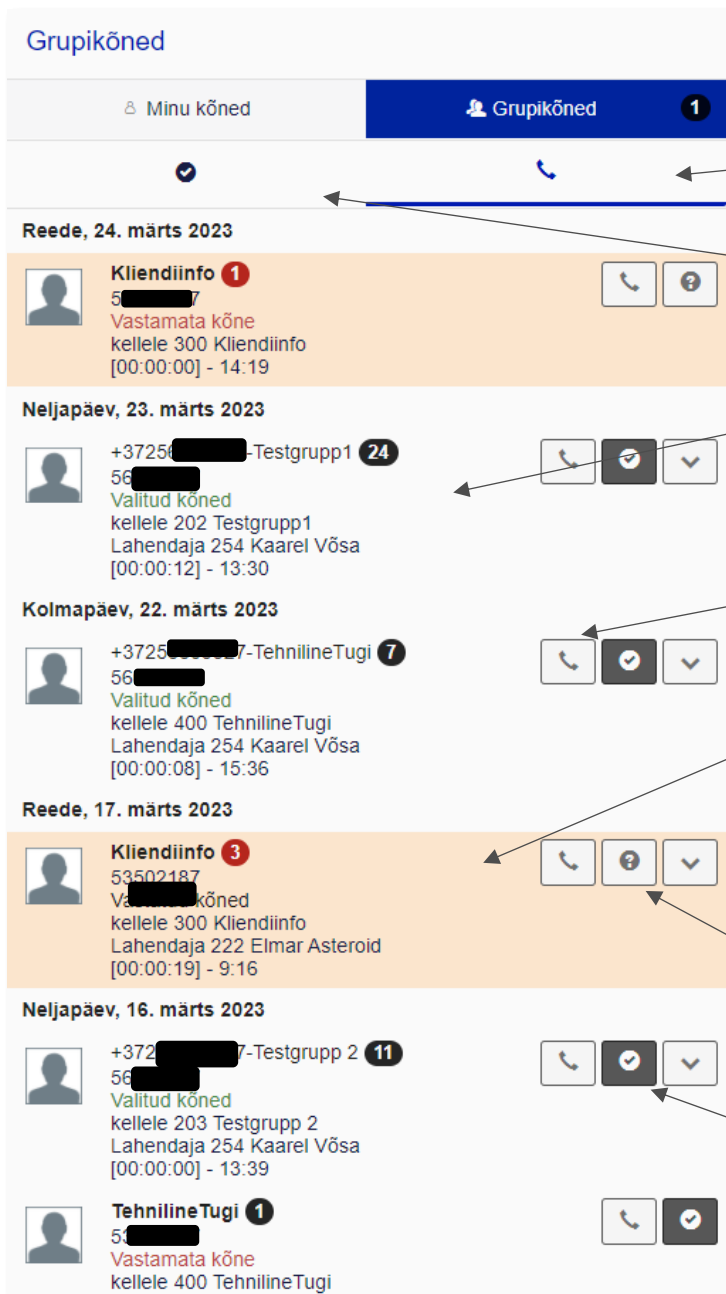 Grupikõned
Minu kõned
Grupikõned 1
Reede, 24. märts 2023
Kliendiinfo 1
5 7
Vastamata kõne
kellele 300 Kliendiinfo
[00:00:00] - 14:19
Neljapäev, 23. märts 2023
+3725 -Testgrupp1 24
56
Valitud kõned
kellele 202 Testgrupp1
Lahendaja 254 Kaarel Võsa
[00:00:12] - 13:30
Kolmapäev, 22. märts 2023
+3725 7-TehnilineTugi 7
56
Valitud kõned
kellele 400 TehnilineTugi
Lahendaja 254 Kaarel Võsa
[00:00:08] - 15:36
Reede, 17. märts 2023
Kliendiinfo 3
53502187
kõned
kellele 300 Kliendiinfo
Lahendaja 222 Elmar Asteroid
[00:00:19] - 9:16
Neljapäev, 16. märts 2023
+372 7-Testgrupp 2 11
56
Valitud kõned
kellele 203 Testgrupp 2
Lahendaja 254 Kaarel Võsa
[00:00:00] - 13:39
TehnilineTugi 1
53
Vastamata kõne
kellele 400 TehnilineTugi